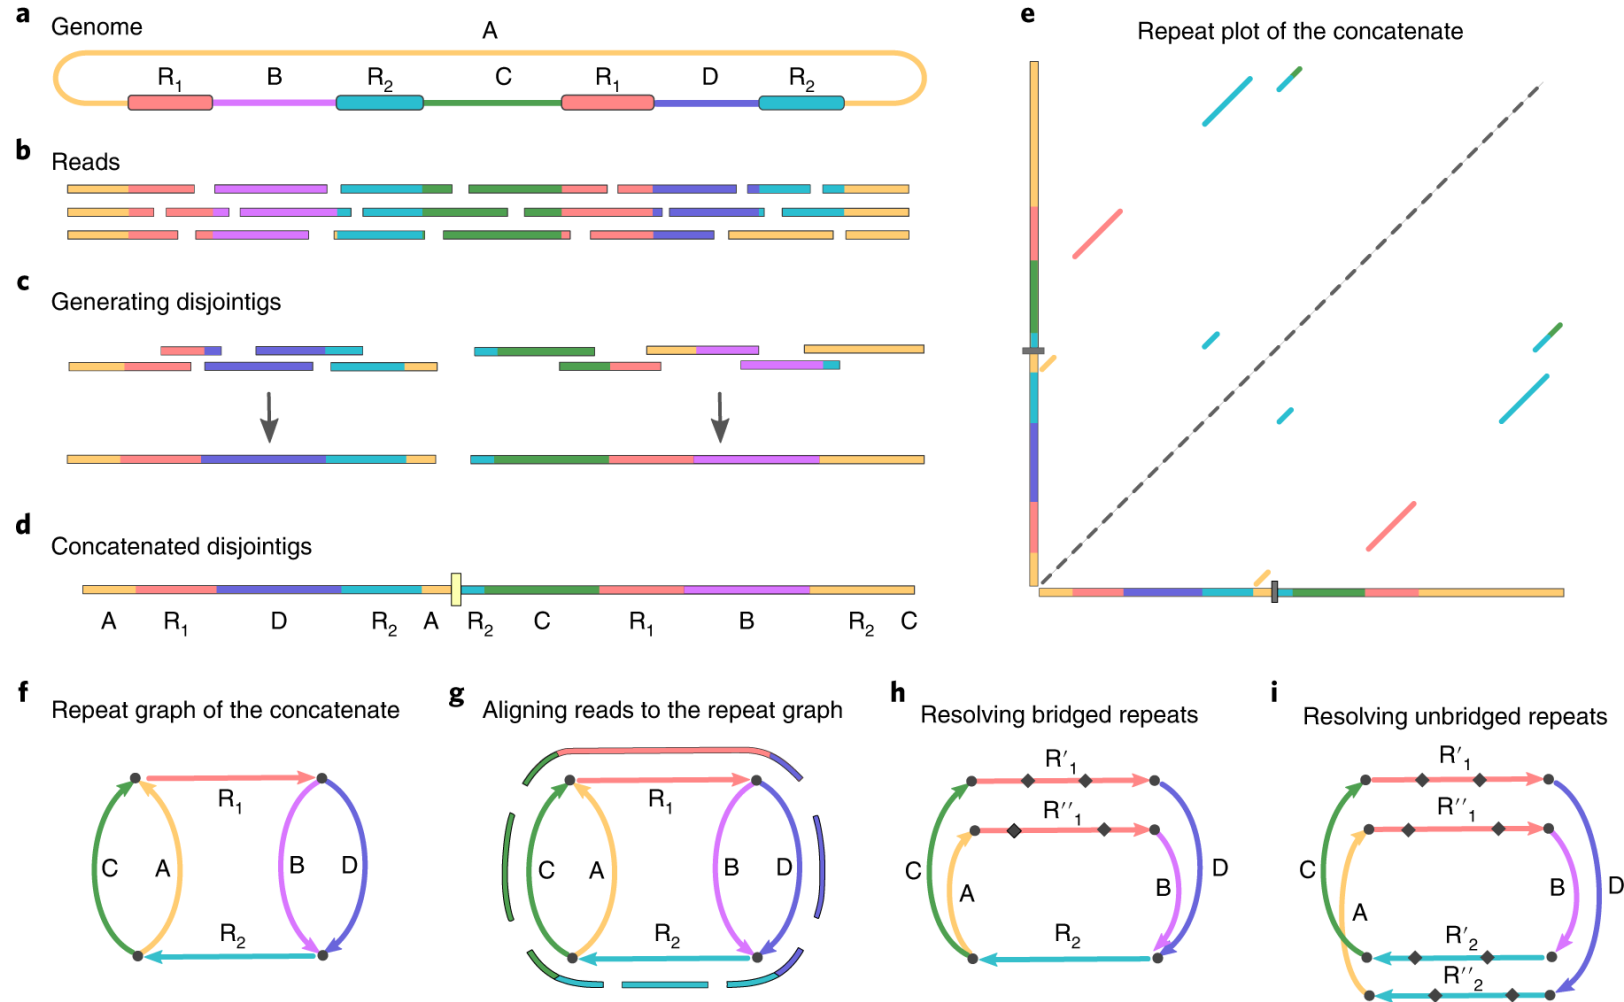 a
Genome
A
R1 B R2 C R1 D R2
b
Reads
c
Generating disjointigs
d
Concatenated disjointigs
A R1 D R2 A R2 C R1 B R2 C
e
Repeat plot of the concatenate
f
Repeat graph of the concatenate
R1
C A B D
R2
g
Aligning reads to the repeat graph
R1
C A B D
R2
h
Resolving bridged repeats
R′1
R′′1
C A B D
R2
i
Resolving unbridged repeats
R′1
R′′1
C A B D
R′2
R′′2